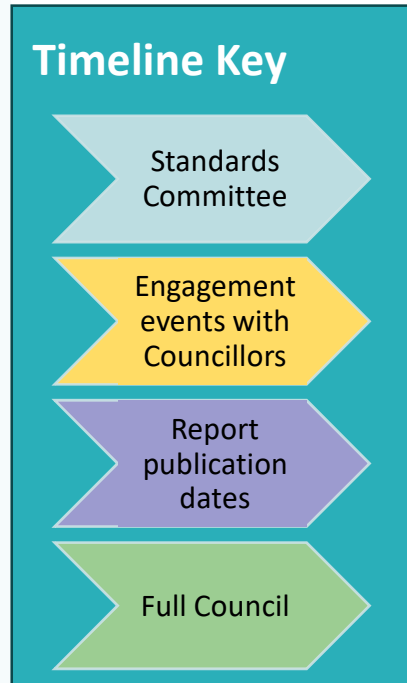 Timeline Key
Standards
Committee
Engagement
events with
Councillors
Report
publication
dates
Full Council